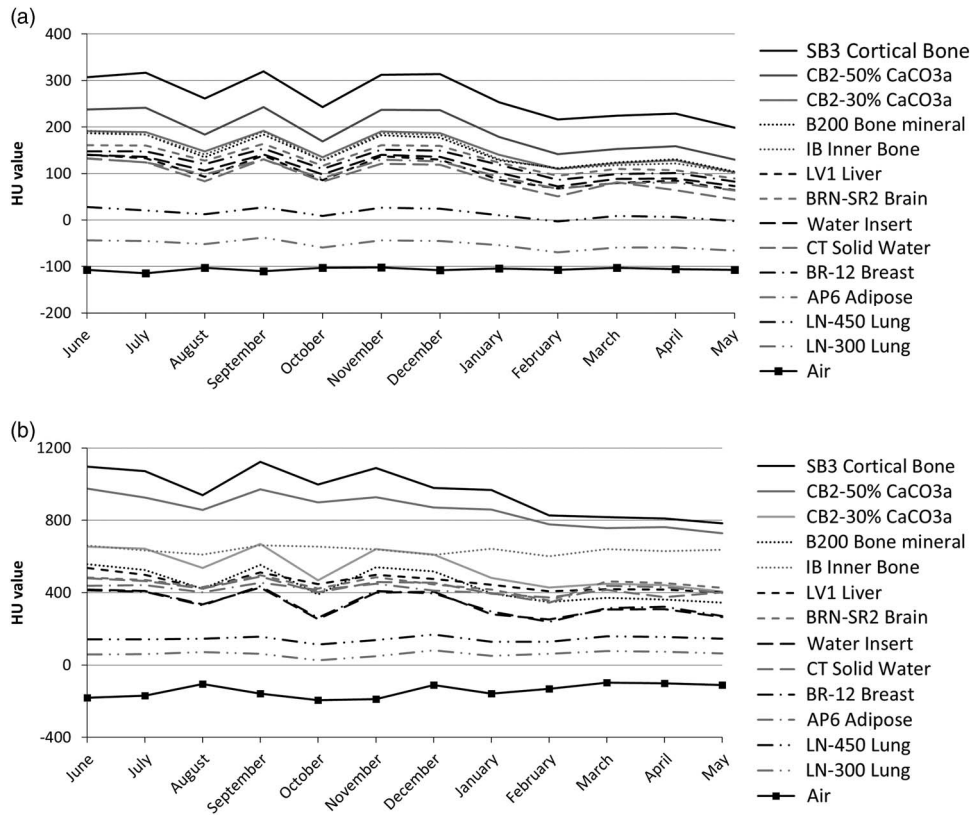 (a)
400
300
200
100
0
-100
-200
HU value
June
July
August
September
October
November
December
January
February
March
April
May
SB3 Cortical Bone
CB2-50% CaCO3a
CB2-30% CaCO3a
B200 Bone mineral
IB Inner Bone
LV1 Liver
BRN-SR2 Brain
Water Insert
CT Solid Water
BR-12 Breast
AP6 Adipose
LN-450 Lung
LN-300 Lung
Air
(b)
1200
800
400
0
-400
HU value
June
July
August
September
October
November
December
January
February
March
April
May
SB3 Cortical Bone
CB2-50% CaCO3a
CB2-30% CaCO3a
B200 Bone mineral
IB Inner Bone
LV1 Liver
BRN-SR2 Brain
Water Insert
CT Solid Water
BR-12 Breast
AP6 Adipose
LN-450 Lung
LN-300 Lung
Air